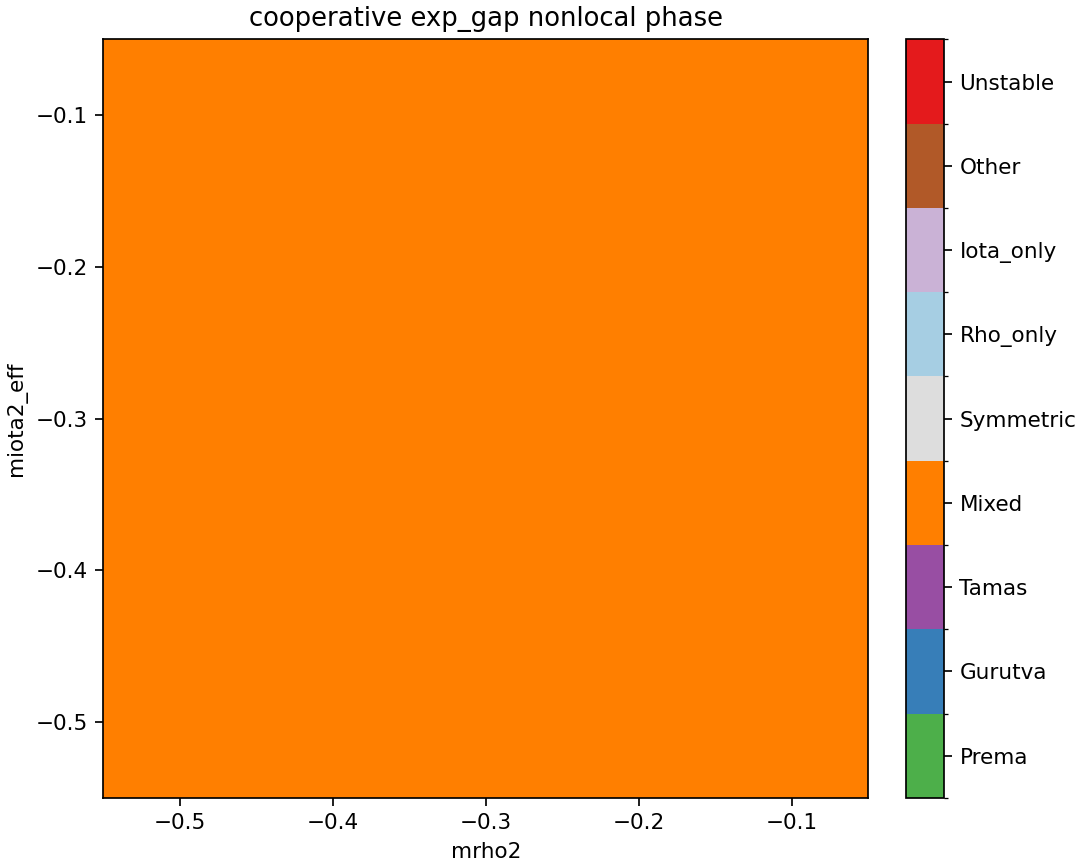 cooperative exp_gap nonlocal phase
−0.1
−0.2
−0.3
−0.4
−0.5
miota2_eff
−0.5
−0.4
−0.3
−0.2
−0.1
mrho2
Unstable
Other
Iota_only
Rho_only
Symmetric
Mixed
Tamas
Gurutva
Prema